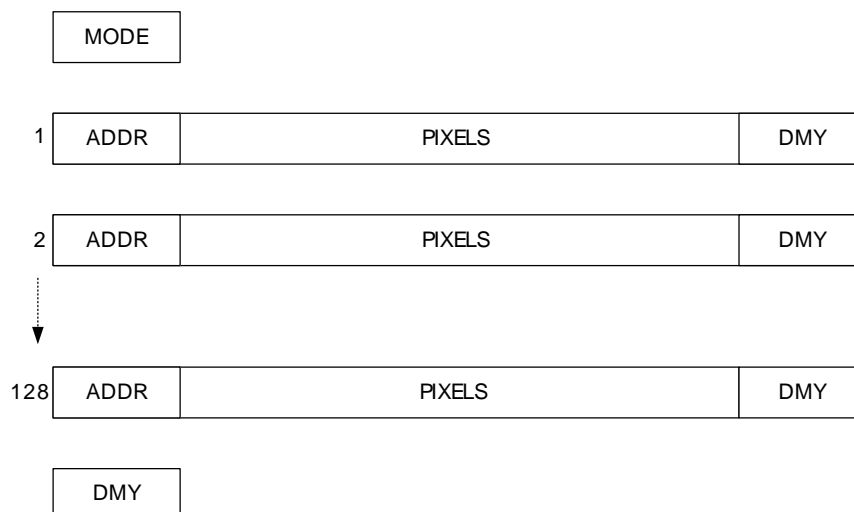 MODE
1 ADDR PIXELS DMY
2 ADDR PIXELS DMY
128 ADDR PIXELS DMY
DMY